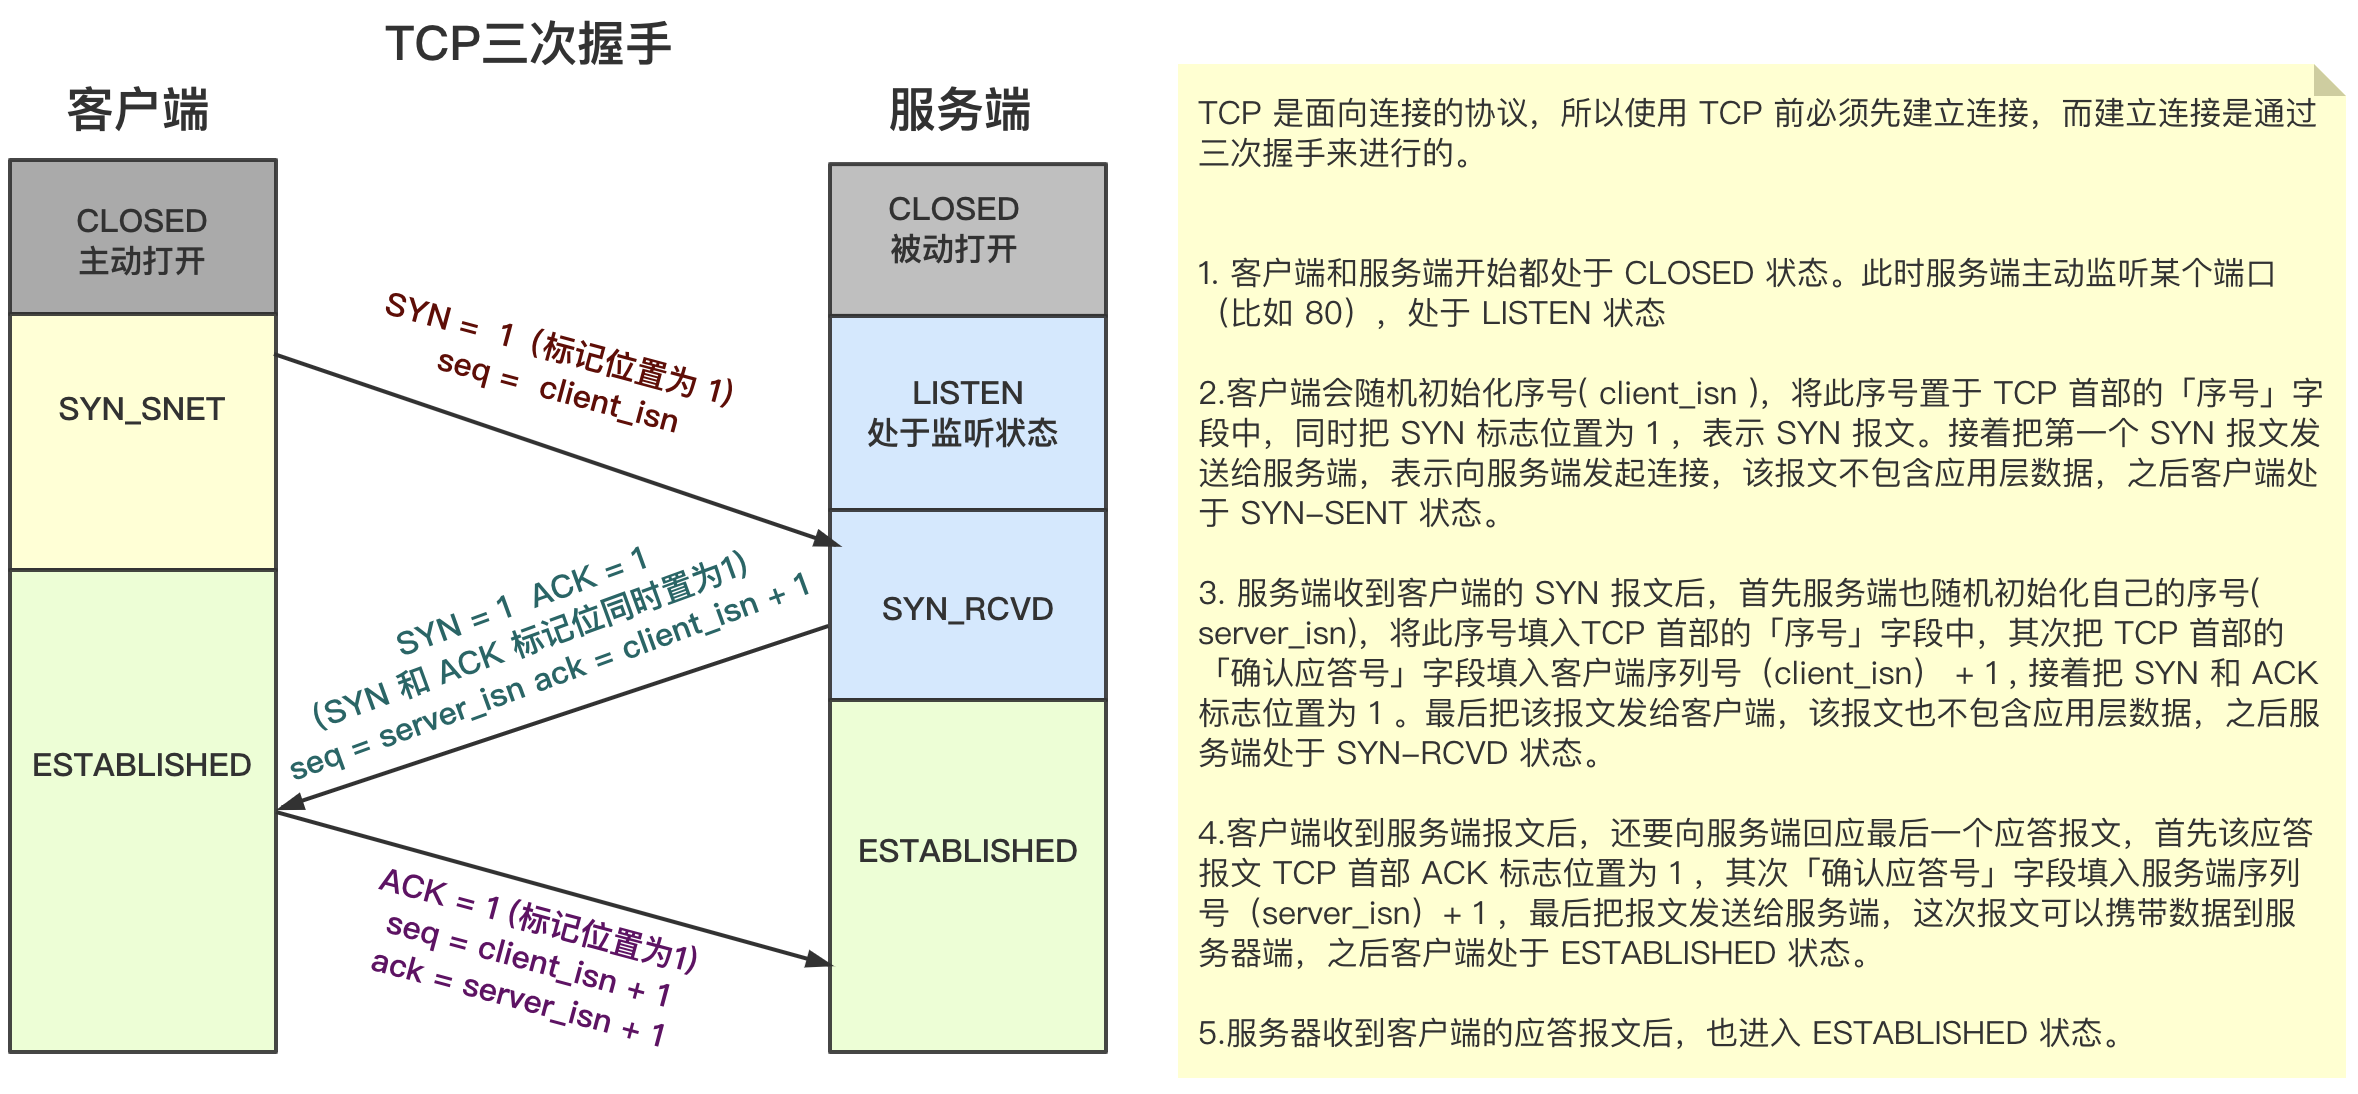 TCP三次握手
客户端
服务端
CLOSED
主动打开
SYN_SNET
ESTABLISHED
SYN = 1（标记位置为 1）
seq = client_isn
SYN = 1 ACK = 1
（SYN 和 ACK 标记位同时置为1）
seq = server_isn ack = client_isn + 1
ACK = 1 (标记位置为1)
seq = client_isn + 1
ack = server_isn + 1
CLOSED
被动打开
LISTEN
处于监听状态
SYN_RCVD
ESTABLISHED
TCP 是面向连接的协议，所以使用 TCP 前必须先建立连接，而建立连接是通过
三次握手来进行的。
1. 客户端和服务端开始都处于 CLOSED 状态。此时服务端主动监听某个端口
（比如 80），处于 LISTEN 状态
2.客户端会随机初始化序号( client_isn )，将此序号置于 TCP 首部的「序号」字
段中，同时把 SYN 标志位置为 1 ，表示 SYN 报文。接着把第一个 SYN 报文发
送给服务端，表示向服务端发起连接，该报文不包含应用层数据，之后客户端处
于 SYN-SENT 状态。
3. 服务端收到客户端的 SYN 报文后，首先服务端也随机初始化自己的序号(
server_isn)，将此序号填入TCP 首部的「序号」字段中，其次把 TCP 首部的
「确认应答号」字段填入客户端序列号（client_isn） + 1 , 接着把 SYN 和 ACK
标志位置为 1 。最后把该报文发给客户端，该报文也不包含应用层数据，之后服
务端处于 SYN-RCVD 状态。
4.客户端收到服务端报文后，还要向服务端回应最后一个应答报文，首先该应答
报文 TCP 首部 ACK 标志位置为 1 ，其次「确认应答号」字段填入服务端序列
号（server_isn）+ 1 ，最后把报文发送给服务端，这次报文可以携带数据到服
务器端，之后客户端处于 ESTABLISHED 状态。
5.服务器收到客户端的应答报文后，也进入 ESTABLISHED 状态。